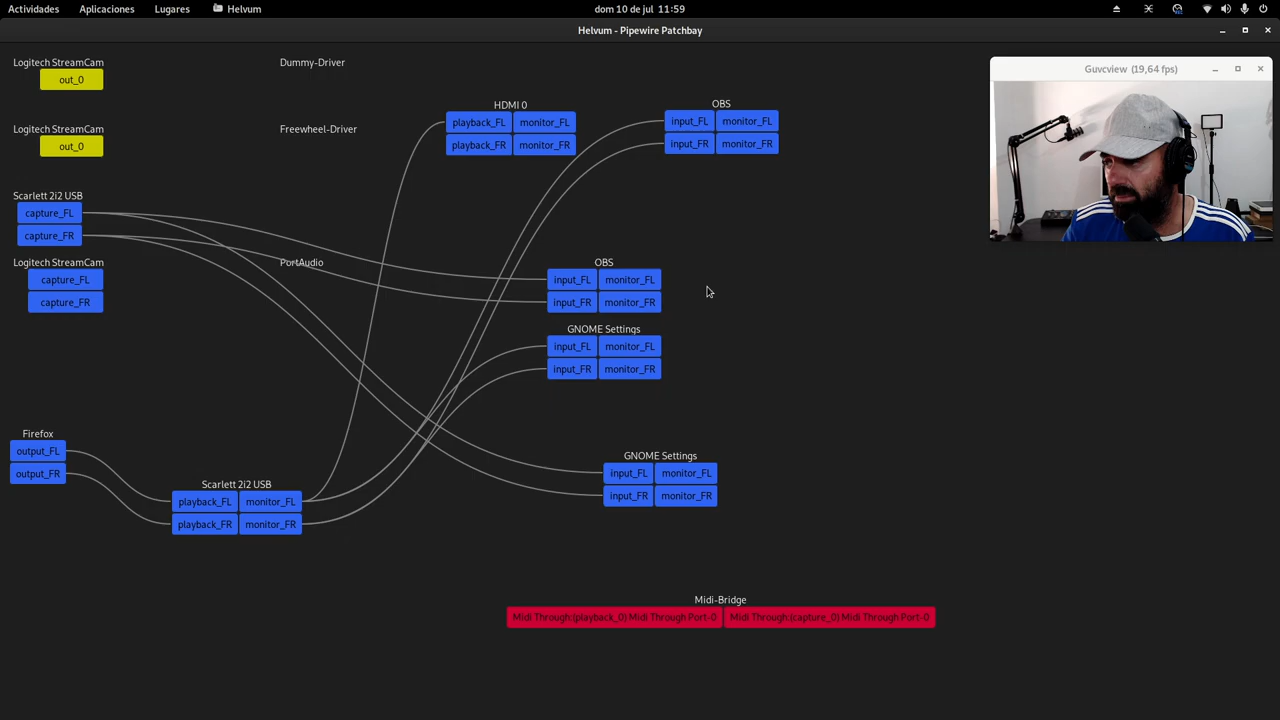 Actividades Aplicaciones Lugares Helvum dom 10 de jul 11:59
Helvum - Pipewire Patchbay
Logitech StreamCam
out_0
Dummy-Driver
Guvcview (19,64 fps)
HDMI 0
playback_FL monitor_FL
playback_FR monitor_FR
OBS
input_FL monitor_FL
input_FR monitor_FR
Logitech StreamCam
out_0
Freewheel-Driver
Scarlett 2i2 USB
capture_FL
capture_FR
Logitech StreamCam
capture_FL
capture_FR
PortAudio
OBS
input_FL monitor_FL
input_FR monitor_FR
GNOME Settings
input_FL monitor_FL
input_FR monitor_FR
Firefox
output_FL
output_FR
GNOME Settings
input_FL monitor_FL
input_FR monitor_FR
Scarlett 2i2 USB
playback_FL monitor_FL
playback_FR monitor_FR
Midi-Bridge
Midi Through:(playback_0) Midi Through Port-0 Midi Through:(capture_0) Midi Through Port-0